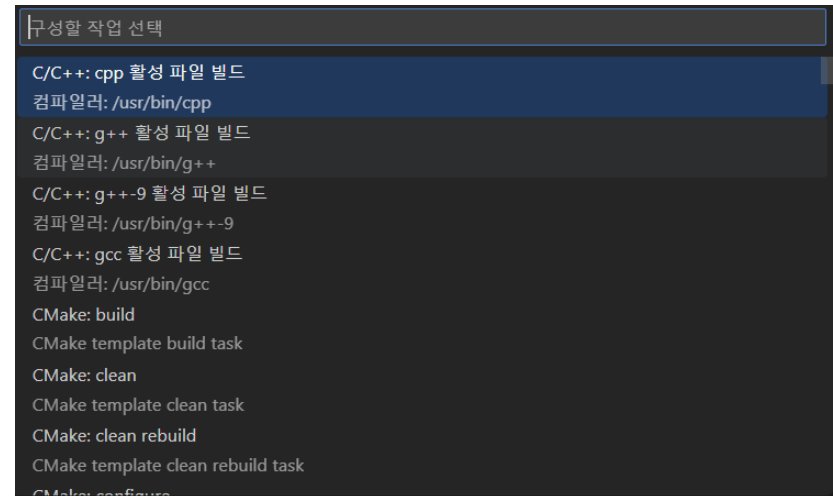 구성할 작업 선택
C/C++: cpp 활성 파일 빌드
컴파일러: /usr/bin/cpp
C/C++: g++ 활성 파일 빌드
컴파일러: /usr/bin/g++
C/C++: g++-9 활성 파일 빌드
컴파일러: /usr/bin/g++-9
C/C++: gcc 활성 파일 빌드
컴파일러: /usr/bin/gcc
CMake: build
CMake template build task
CMake: clean
CMake template clean task
CMake: clean rebuild
CMake template clean rebuild task
CMake: configure